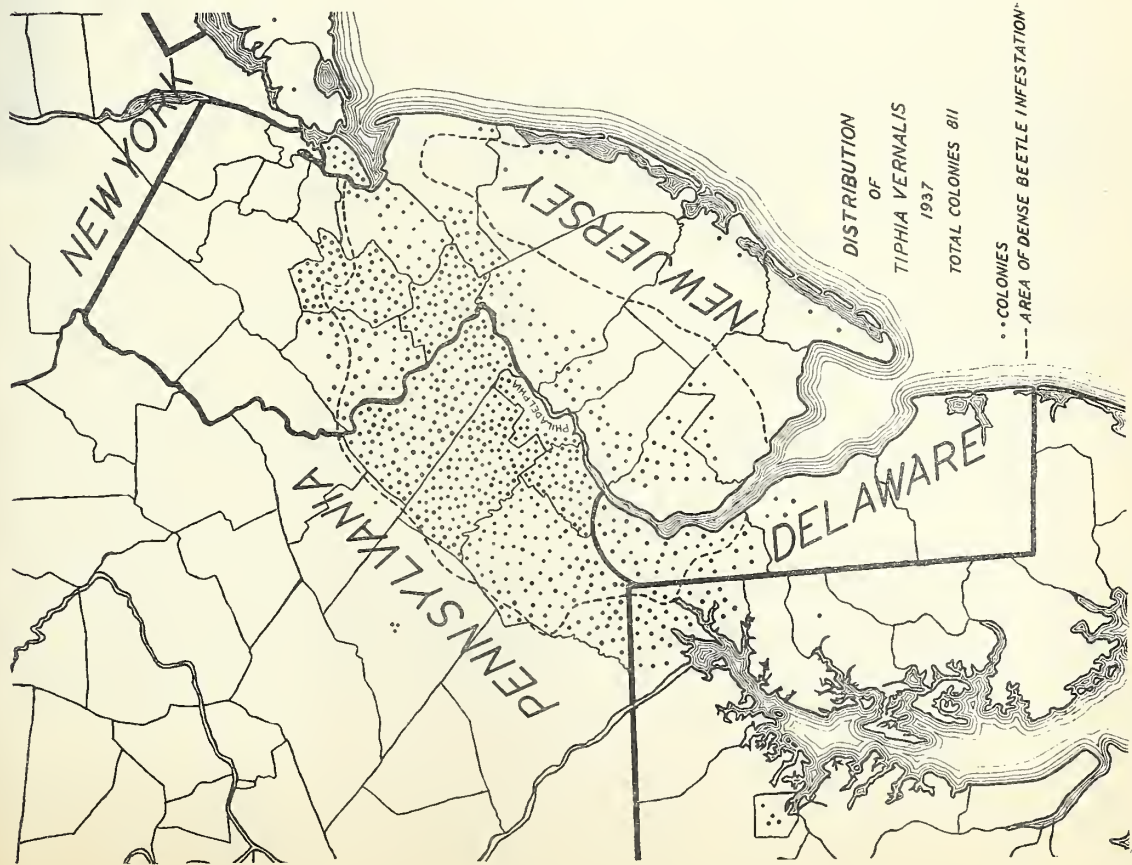 NEW YORK
PENNSYLVANIA
PHILADELPHIA
NEW JERSEY
DELAWARE
DISTRIBUTION
OF
TIPHIA VERNALIS
1937
TOTAL COLONIES 811
••• COLONIES
---- AREA OF DENSE BEETLE INFESTATION